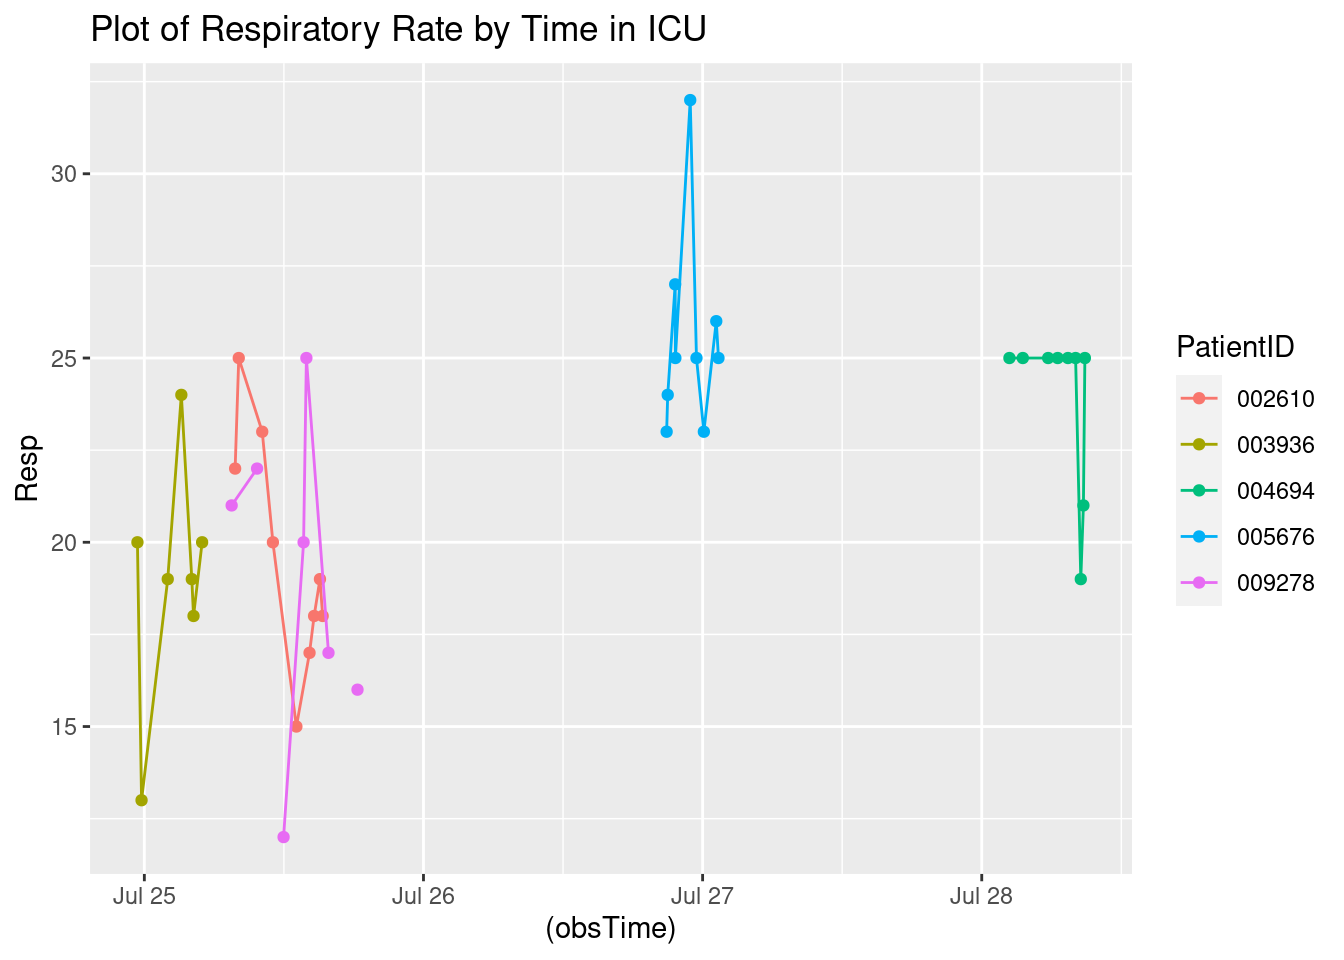 Plot of Respiratory Rate by Time in ICU
Resp
30
25
20
15
Jul 25
Jul 26
Jul 27
Jul 28
(obsTime)
PatientID
002610
003936
004694
005676
009278